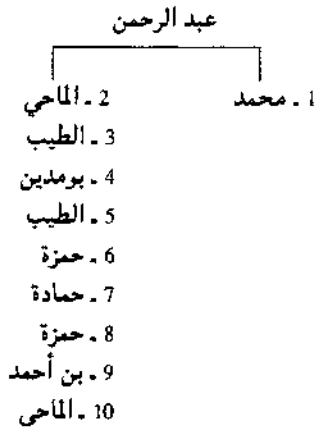 عبد الرحمن
1 ـ محمد
2 ـ الماحي
3 ـ الطيب
4 ـ بومدين
5 ـ الطيب
6 ـ حمزة
7 ـ حمادة
8 ـ حمزة
9 ـ بن أحمد
10 ـ الماحي